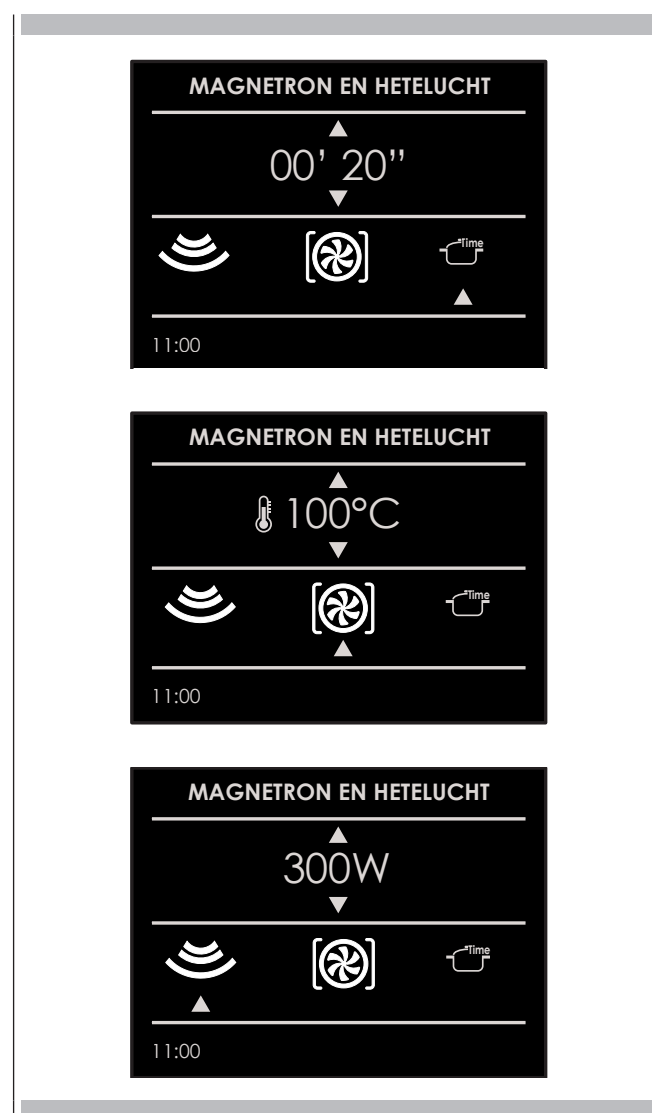 MAGNETRON EN HETELUCHT
00’ 20’’
Time
11:00
MAGNETRON EN HETELUCHT
100°C
Time
11:00
MAGNETRON EN HETELUCHT
300W
Time
11:00